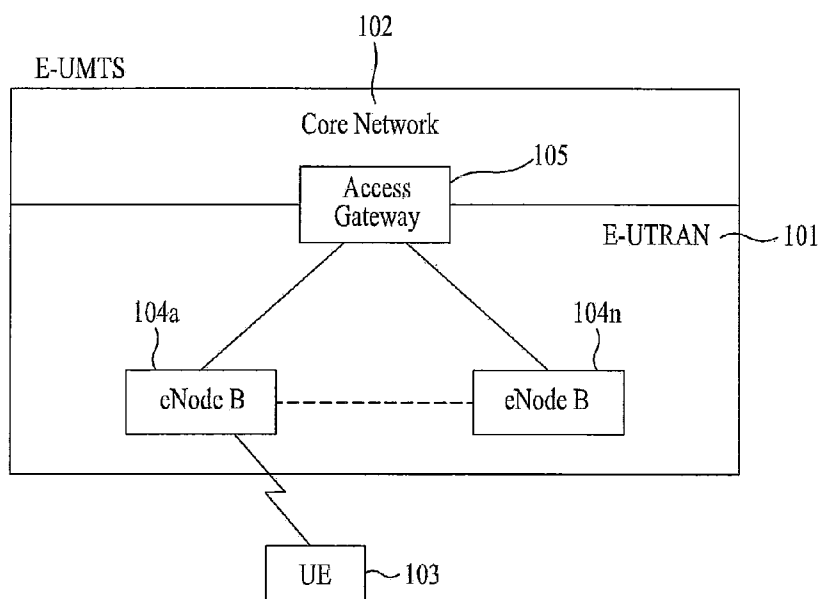 102
E-UMTS
Core Network
105
Access
Gateway
E-UTRAN
101
104a
104n
eNode B
eNode B
UE
103